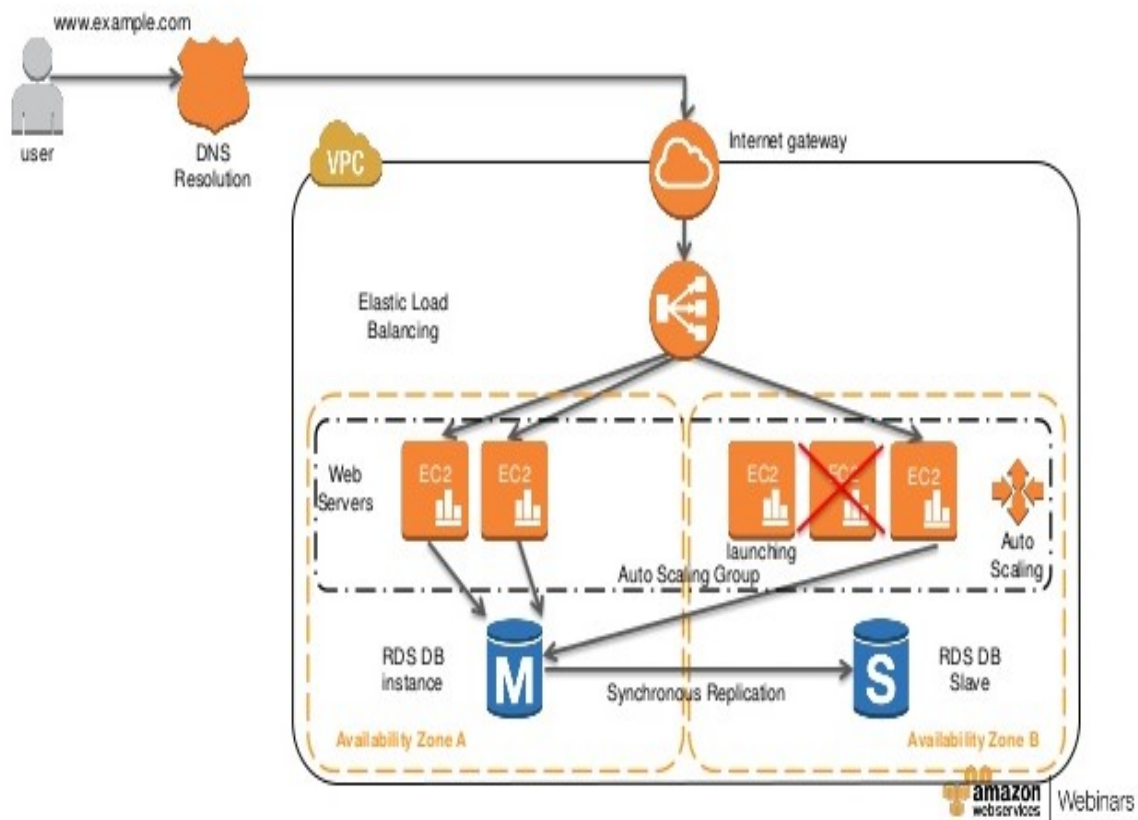 www.example.com
user
DNS
Resolution
VPC
Internet gateway
Elastic Load
Balancing
Web
Servers
EC2
EC2
EC2
EC2
EC2
launching
Auto Scaling Group
Auto
Scaling
RDS DB
instance
M
Synchronous Replication
S
RDS DB
Slave
Availability Zone A
Availability Zone B
amazon
webservices
Webinars